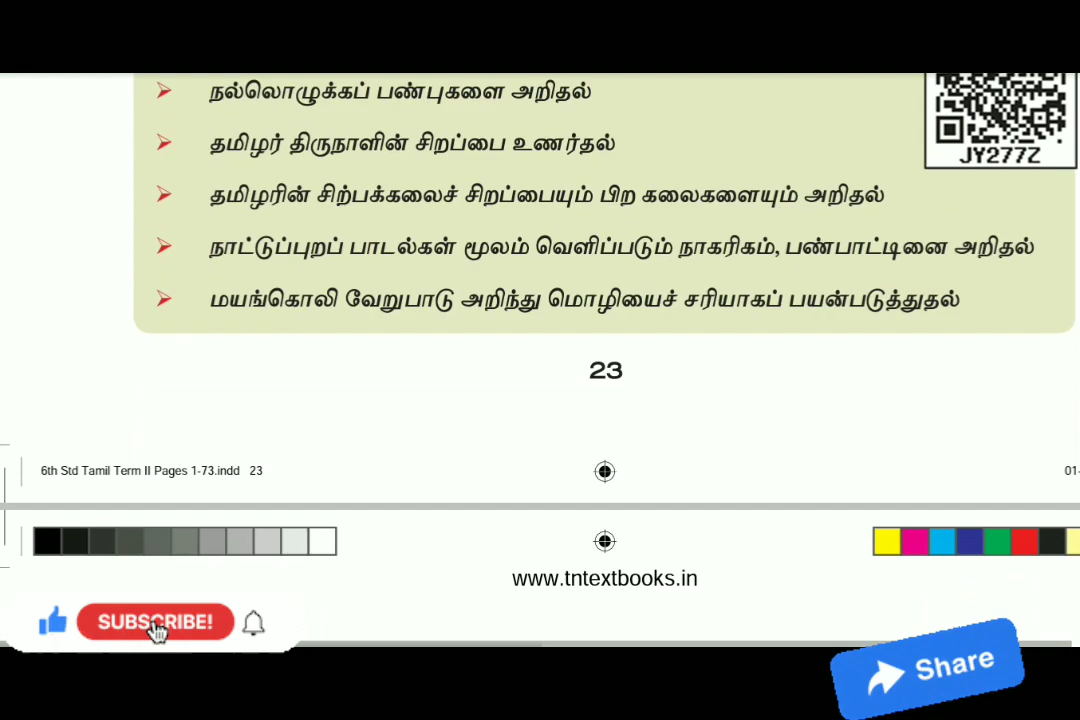 நல்லொழுக்கப் பண்புகளை அறிதல்
தமிழர் திருநாளின் சிறப்பை உணர்தல்
தமிழரின் சிற்பக்கலைச் சிறப்பையும் பிற கலைகளையும் அறிதல்
நாட்டுப்புறப் பாடல்கள் மூலம் வெளிப்படும் நாகரிகம், பண்பாட்டினை அறிதல்
மயங்கொலி வேறுபாடு அறிந்து மொழியைச் சரியாகப் பயன்படுத்துதல்
JY277Z
23
6th Std Tamil Term II Pages 1-73.indd 23
01-
www.tntextbooks.in
SUBSCRIBE!
Share